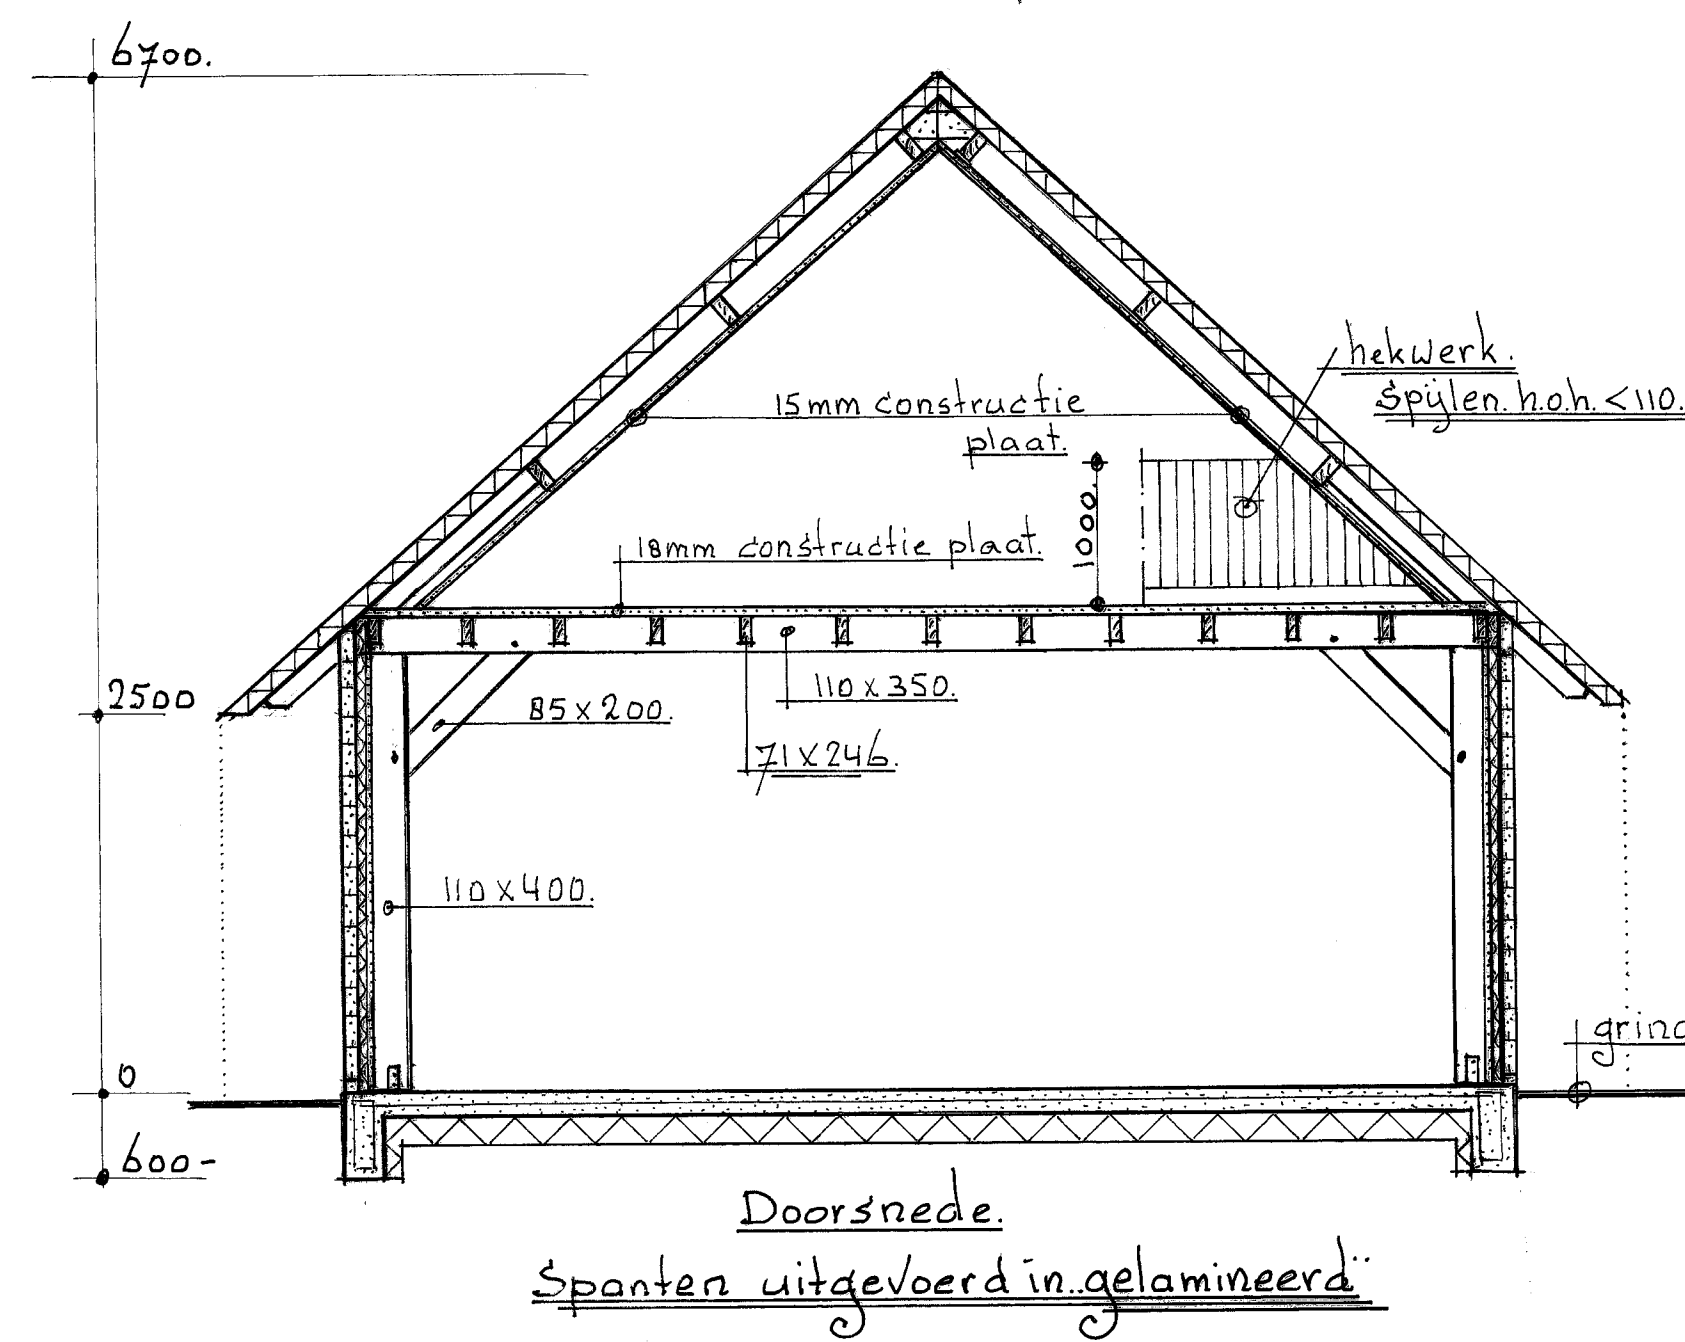 6700.
hekwerk.
spijlen. h.o.h. <110.
15mm constructie
plaat.
1000.
18mm constructie plaat.
2500
110 x 350.
85 x 200.
71 x 246.
110 x 400.
0
grind
600-
Doorsnede.
Spanten uitgevoerd in „gelamineerd"